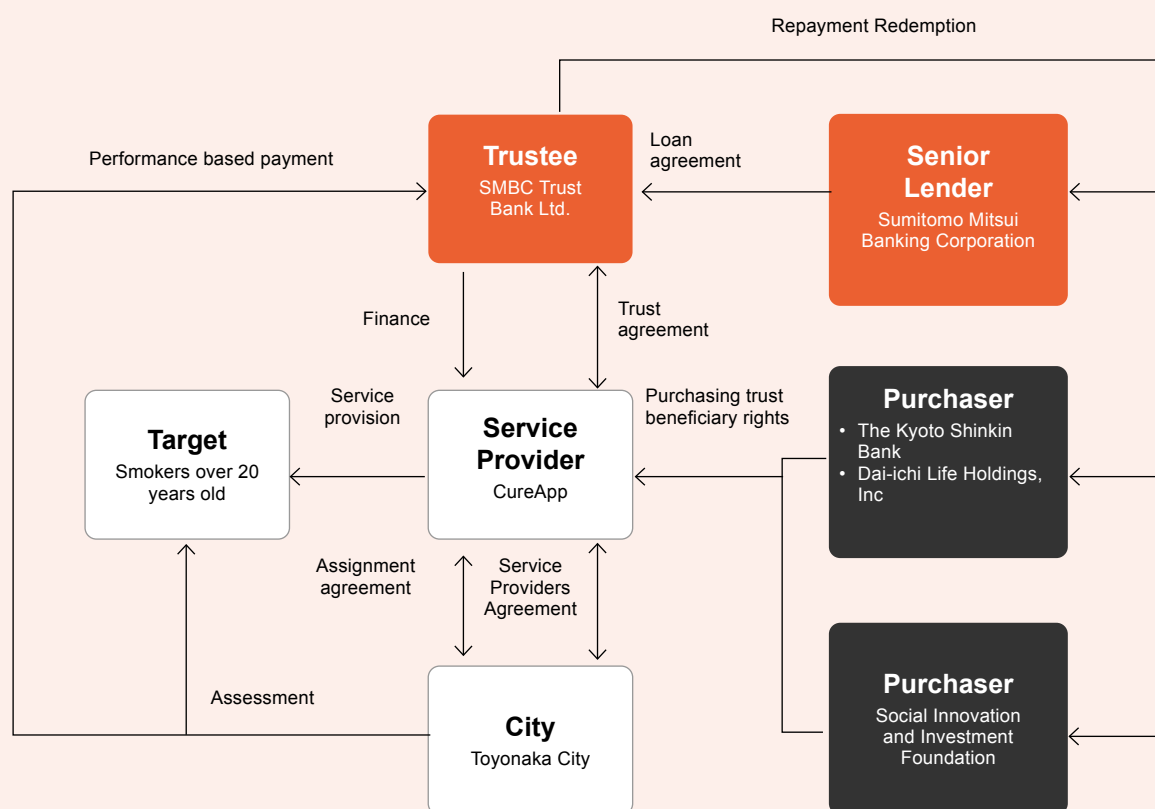 Repayment Redemption
Performance based payment
Trustee
SMBC Trust
Bank Ltd.
Loan
agreement
Senior
Lender
Sumitomo Mitsui
Banking Corporation
Finance
Trust
agreement
Service
provision
Purchasing trust
beneficiary rights
Target
Smokers over 20
years old
Service
Provider
CureApp
Purchaser
• The Kyoto Shinkin
Bank
• Dai-ichi Life Holdings,
Inc
Assignment
agreement
Service
Providers
Agreement
Assessment
City
Toyonaka City
Purchaser
Social Innovation
and Investment
Foundation